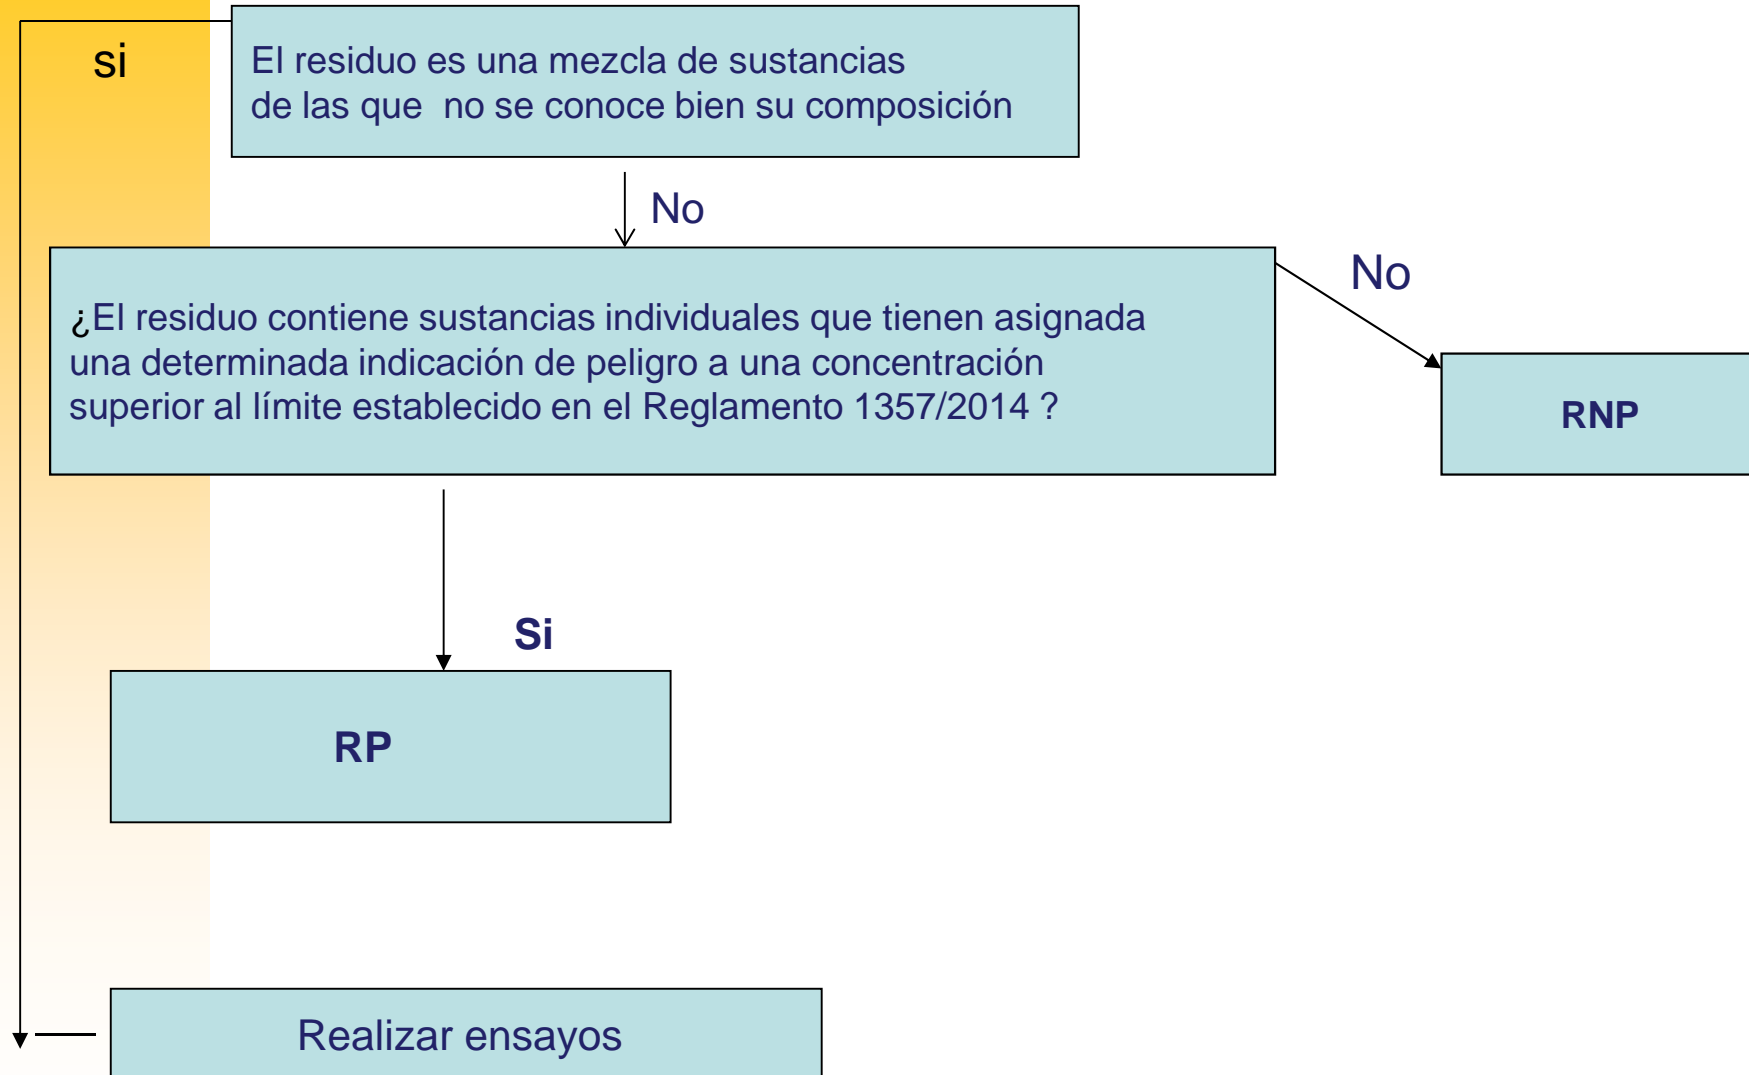 si
El residuo es una mezcla de sustancias
de las que  no se conoce bien su composición
No
No
¿El residuo contiene sustancias individuales que tienen asignada
una determinada indicación de peligro a una concentración
superior al límite establecido en el Reglamento 1357/2014 ?
RNP
Si
RP
Realizar ensayos